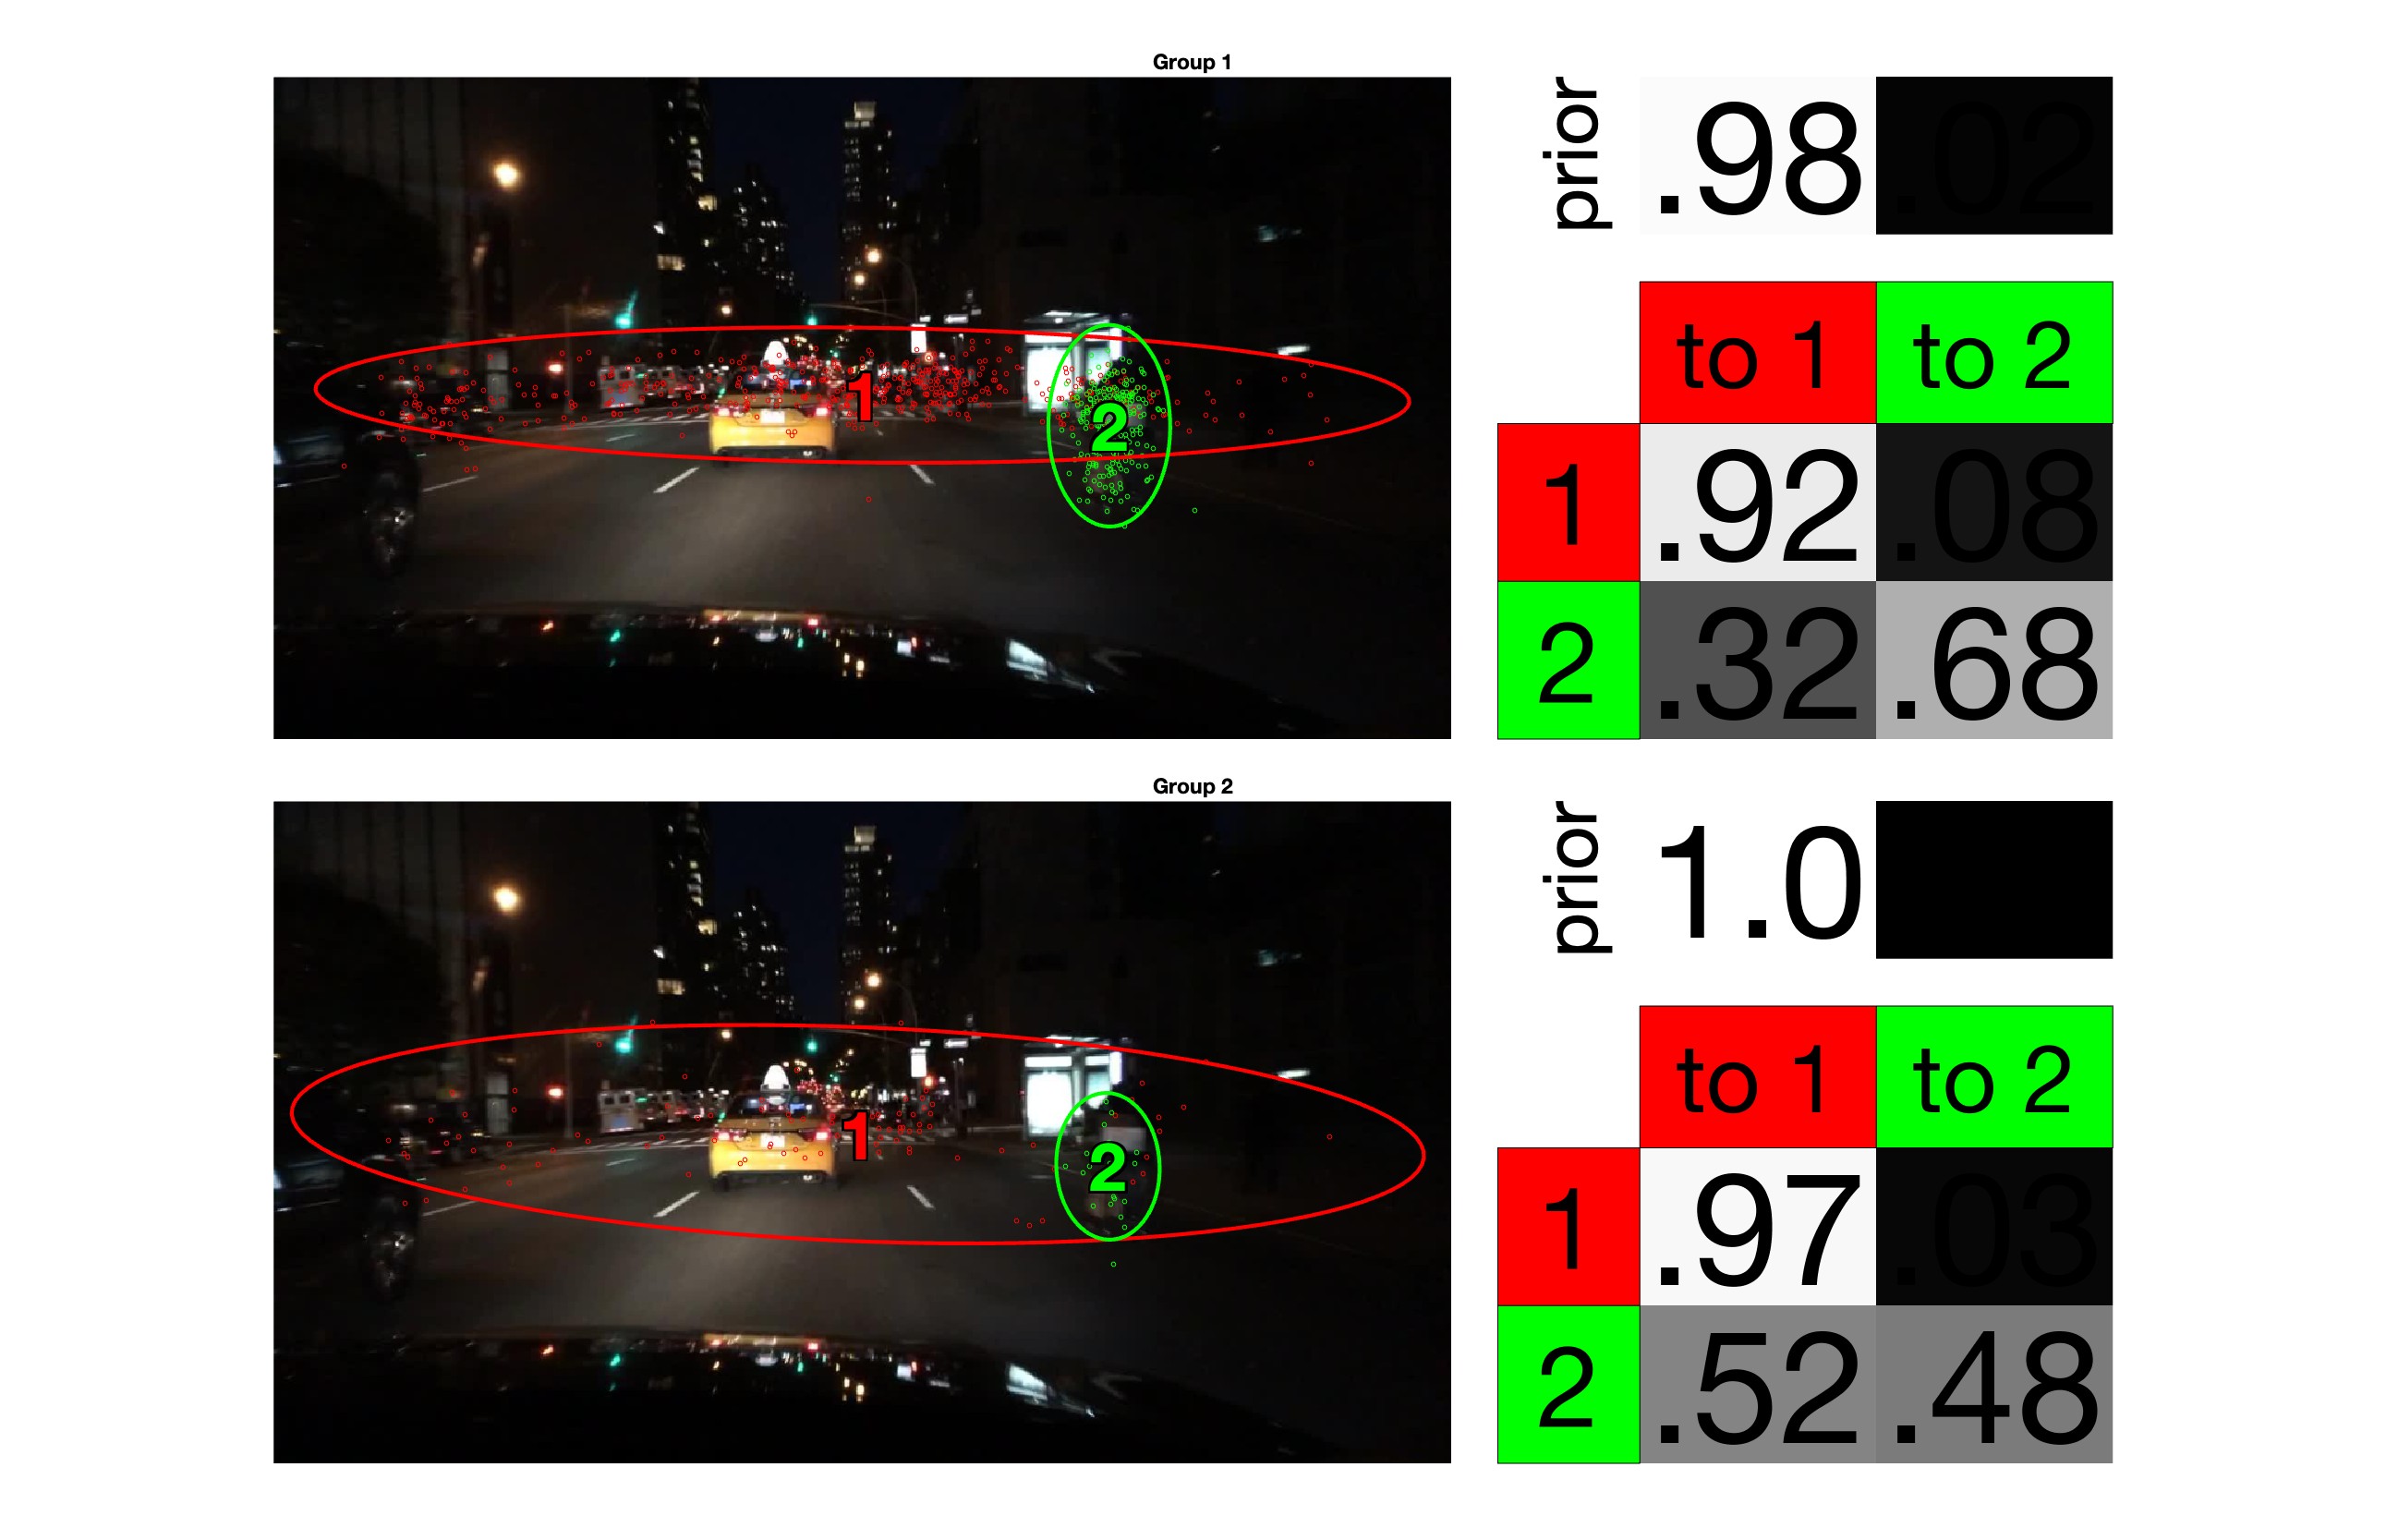 Group 1
1
2
prior
.98 .02
to 1 to 2
1 .92 .08
2 .32 .68
Group 2
1
2
prior
1.0
to 1 to 2
1 .97 .03
2 .52 .48